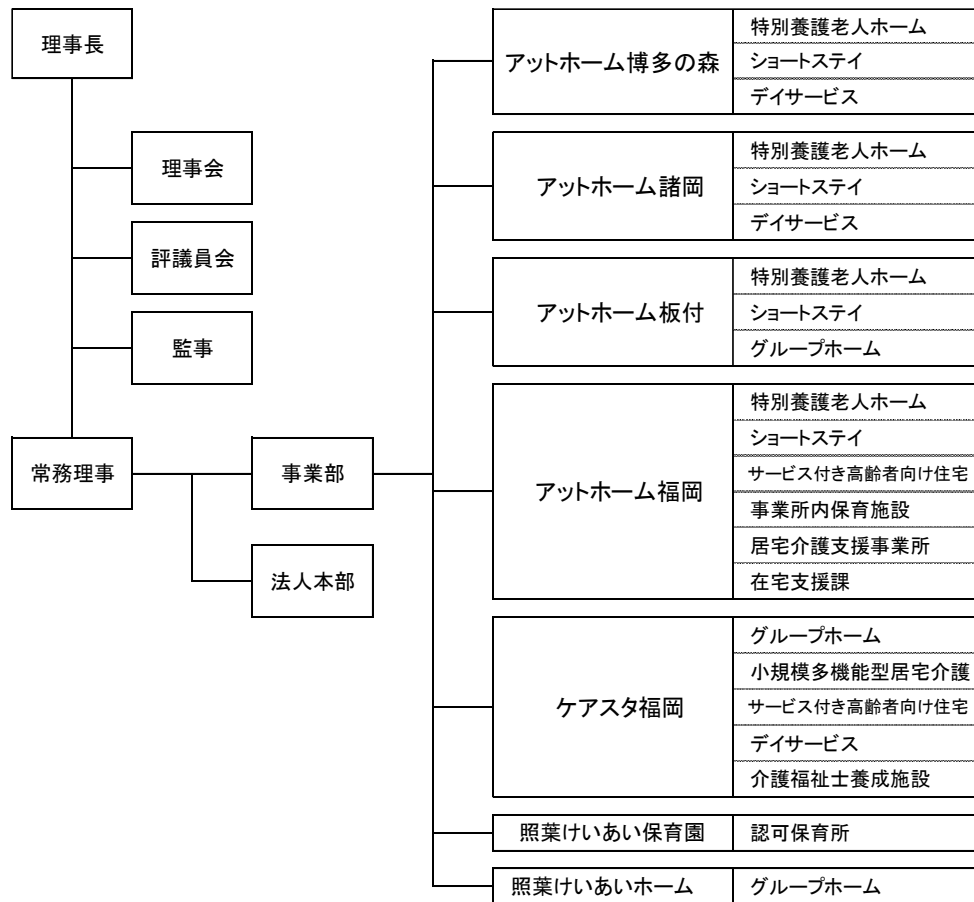 理事長
理事会
評議員会
監事
常務理事
事業部
法人本部
アットホーム博多の森
特別養護老人ホーム
ショートステイ
デイサービス
アットホーム諸岡
特別養護老人ホーム
ショートステイ
デイサービス
アットホーム板付
特別養護老人ホーム
ショートステイ
グループホーム
アットホーム福岡
特別養護老人ホーム
ショートステイ
サービス付き高齢者向け住宅
事業所内保育施設
居宅介護支援事業所
在宅支援課
ケアスタ福岡
グループホーム
小規模多機能型居宅介護
サービス付き高齢者向け住宅
デイサービス
介護福祉士養成施設
照葉けいあい保育園
認可保育所
照葉けいあいホーム
グループホーム